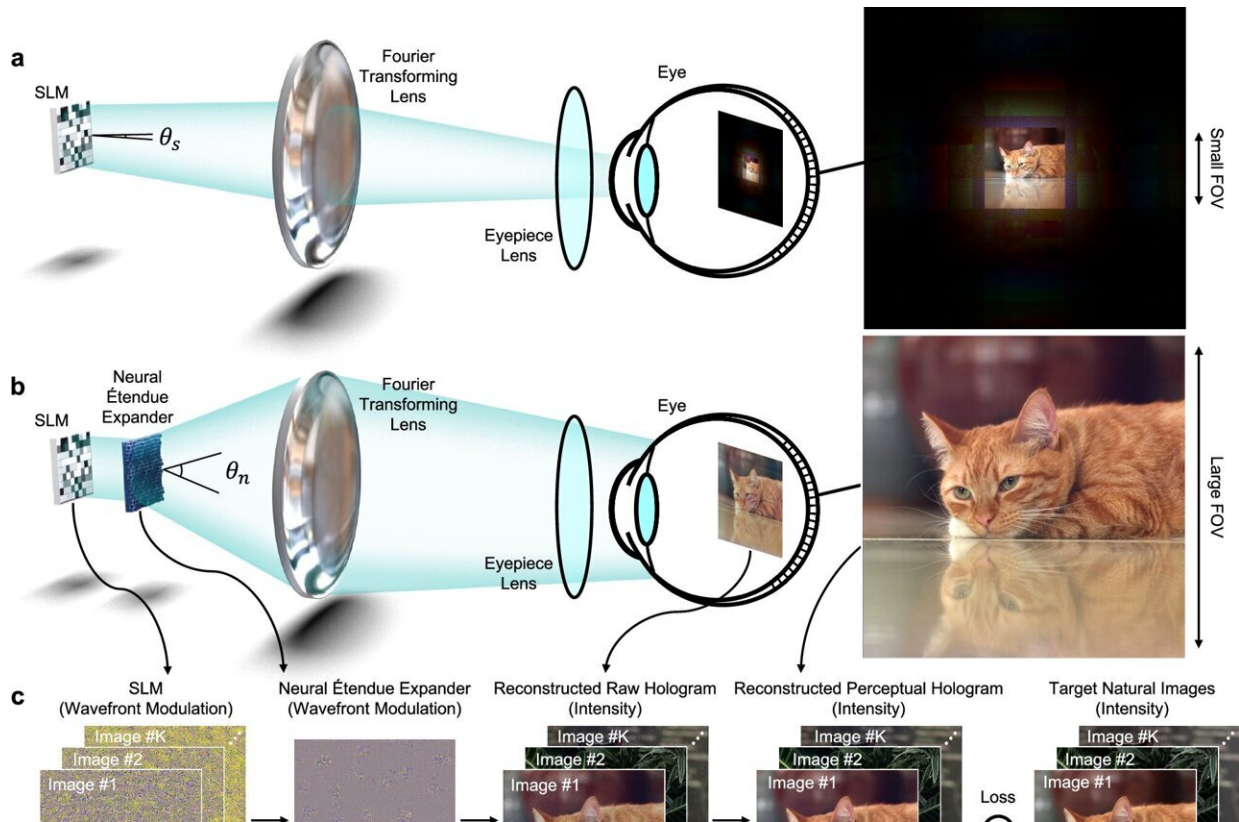 a
SLM
θs
Fourier
Transforming
Lens
Eyepiece
Lens
Eye
Small FOV
b
SLM
Neural
Étendue
Expander
θn
Fourier
Transforming
Lens
Eyepiece
Lens
Eye
Large FOV
c
SLM
(Wavefront Modulation)
Image #K
Image #2
Image #1
Neural Étendue Expander
(Wavefront Modulation)
Reconstructed Raw Hologram
(Intensity)
Image #K
Image #2
Image #1
Reconstructed Perceptual Hologram
(Intensity)
Image #K
Image #2
Image #1
Loss
Target Natural Images
(Intensity)
Image #K
Image #2
Image #1